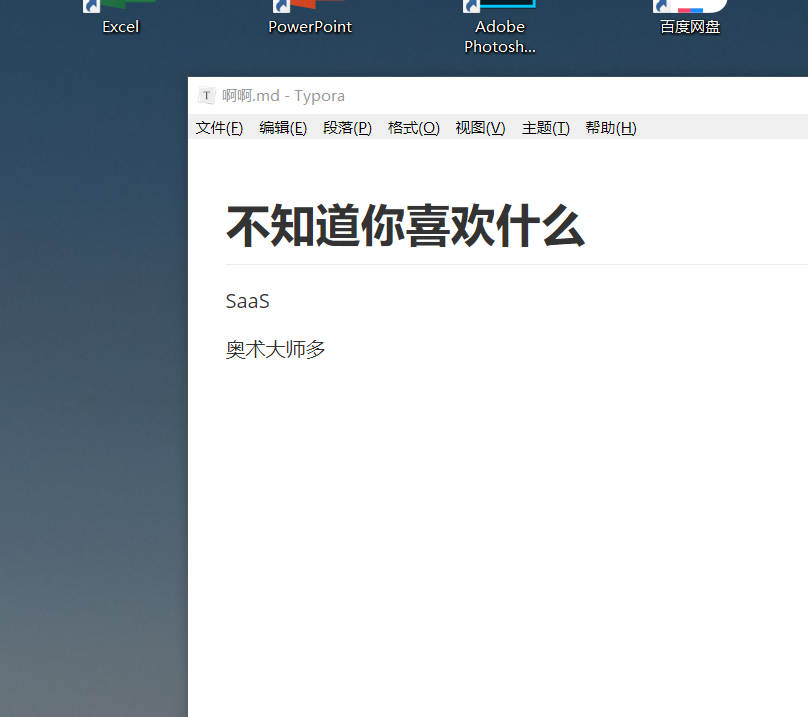 Excel
PowerPoint
Adobe
Photosh...
百度网盘
T 啊啊.md - Typora
文件(F) 编辑(E) 段落(P) 格式(O) 视图(V) 主题(T) 帮助(H)
不知道你喜欢什么
SaaS
奥术大师多